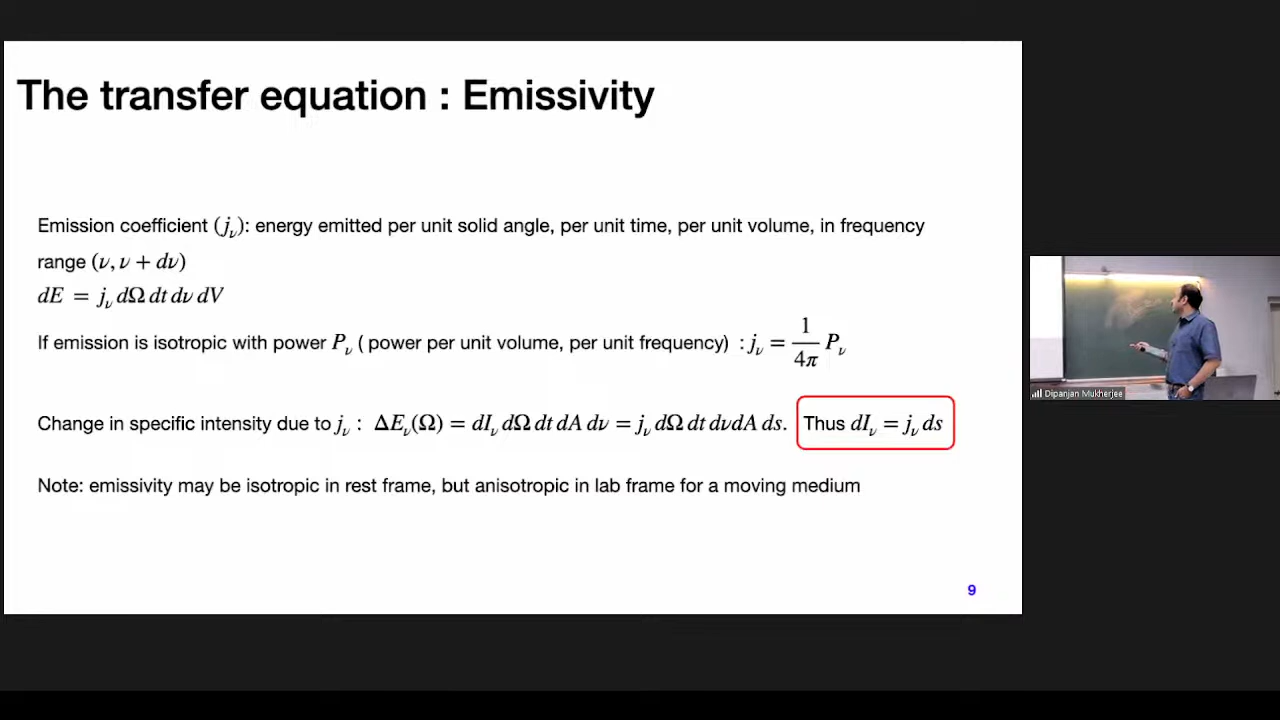 The transfer equation : Emissivity
Emission coefficient (j_ν): energy emitted per unit solid angle, per unit time, per unit volume, in frequency
range (ν, ν + dν)
dE = j_ν dΩ dt dν dV
If emission is isotropic with power P_ν ( power per unit volume, per unit frequency) : j_ν = \frac{1}{4π} P_ν
Change in specific intensity due to j_ν : ΔE_ν(Ω) = dI_ν dΩ dt dA dν = j_ν dΩ dt dνdA ds. Thus dI_ν = j_ν ds
Note: emissivity may be isotropic in rest frame, but anisotropic in lab frame for a moving medium
9
Dipanjan Mukherjee